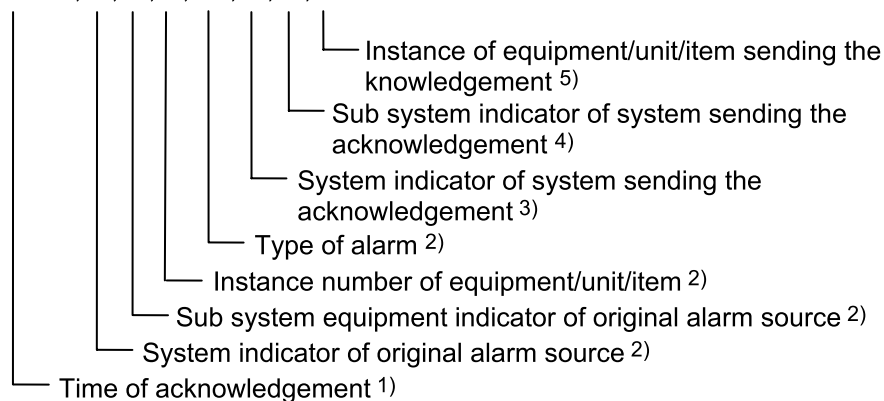 Instance of equipment/unit/item sending the
knowledgement 5)
Sub system indicator of system sending the
acknowledgement 4)
System indicator of system sending the
acknowledgement 3)
Type of alarm 2)
Instance number of equipment/unit/item 2)
Sub system equipment indicator of original alarm source 2)
System indicator of original alarm source 2)
Time of acknowledgement 1)